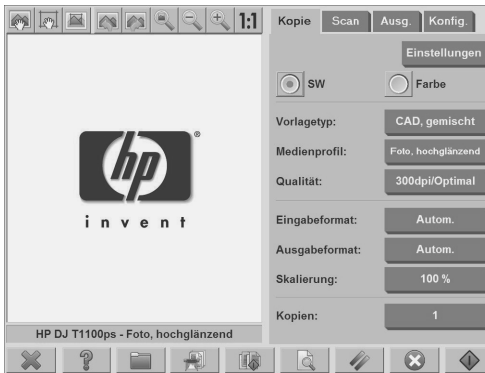 1:1
Kopie Scan Ausg. Konfig.
Einstellungen
SW Farbe
Vorlagetyp: CAD, gemischt
Medienprofil: Foto, hochglänzend
Qualität: 300dpi/Optimal
Eingabeformat: Autom.
Ausgabeformat: Autom.
Skalierung: 100 %
Kopien: 1
hp ®
invent
HP DJ T1100ps - Foto, hochglänzend
?